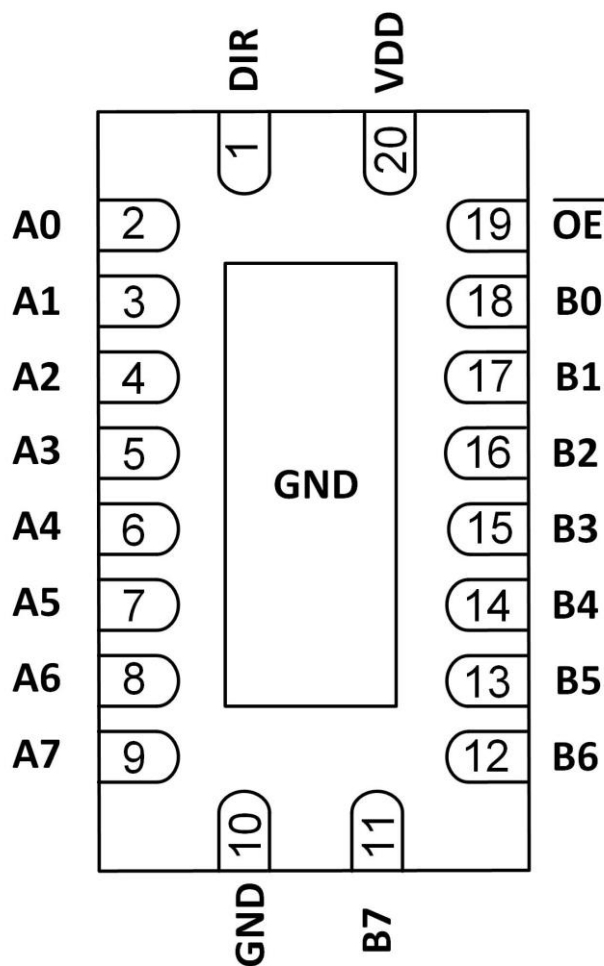 DIR VDD
1 20
A0 2 19 O̅E̅
A1 3 18 B0
A2 4 17 B1
A3 5 16 B2
GND
A4 6 15 B3
A5 7 14 B4
A6 8 13 B5
A7 9 12 B6
10 11
GND B7